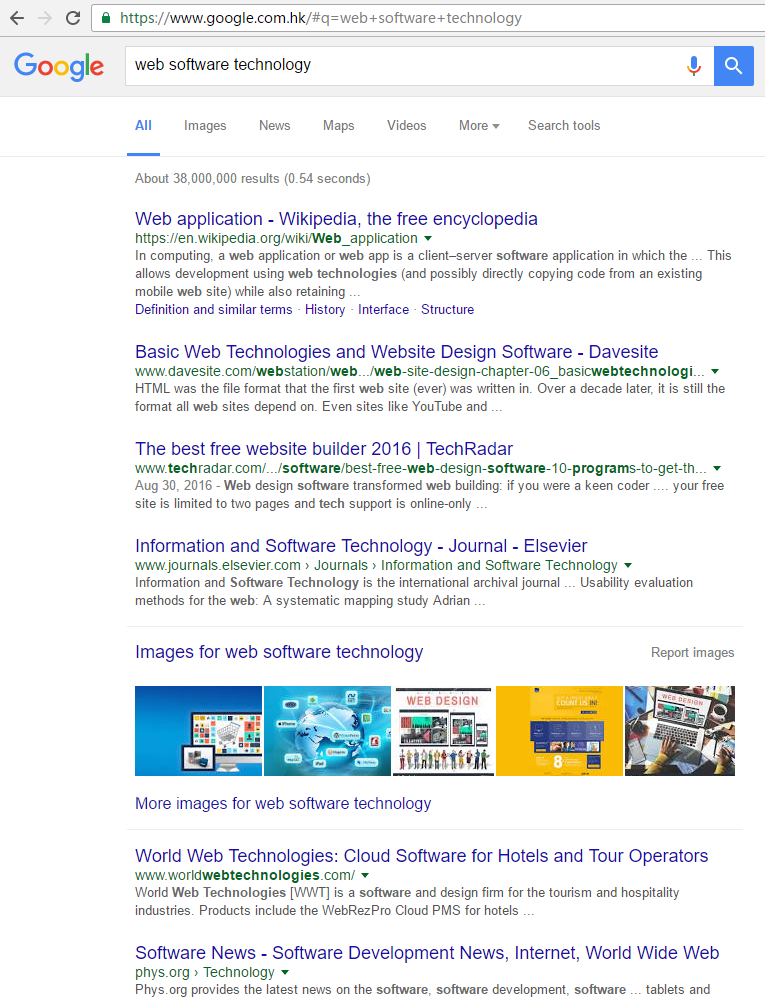 https://www.google.com.hk/#q=web+software+technology
Google
web software technology
All Images News Maps Videos More Search tools
About 38,000,000 results (0.54 seconds)
Web application - Wikipedia, the free encyclopedia
https://en.wikipedia.org/wiki/Web_application
In computing, a web application or web app is a client–server software application in which the ... This
allows development using web technologies (and possibly directly copying code from an existing
mobile web site) while also retaining ...
Definition and similar terms · History · Interface · Structure
Basic Web Technologies and Website Design Software - Davesite
www.davesite.com/webstation/web.../web-site-design-chapter-06_basicwebtechnologi...
HTML was the file format that the first web site (ever) was written in. Over a decade later, it is still the
format all web sites depend on. Even sites like YouTube and ...
The best free website builder 2016 | TechRadar
www.techradar.com/.../software/best-free-web-design-software-10-programs-to-get-th...
Aug 30, 2016 - Web design software transformed web building: if you were a keen coder .... your free
site is limited to two pages and tech support is online-only ...
Information and Software Technology - Journal - Elsevier
www.journals.elsevier.com › Journals › Information and Software Technology
Information and Software Technology is the international archival journal ... Usability evaluation
methods for the web: A systematic mapping study Adrian ...
Images for web software technology Report images
WEB DESIGN
COUNT US IN!
8
WEB DESIGN
More images for web software technology
World Web Technologies: Cloud Software for Hotels and Tour Operators
www.worldwebtechnologies.com/
World Web Technologies [WWT] is a software and design firm for the tourism and hospitality
industries. Products include the WebRezPro Cloud PMS for hotels ...
Software News - Software Development News, Internet, World Wide Web
phys.org › Technology
Phys.org provides the latest news on the software, software development, software ... tablets and